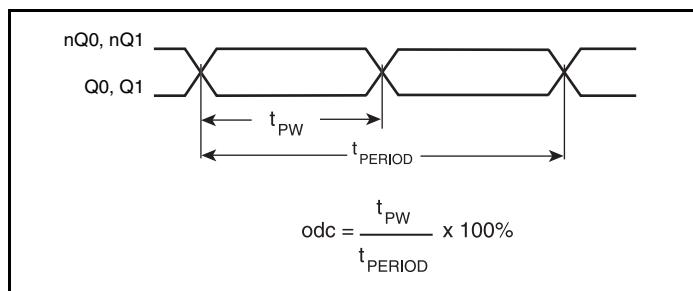 nQ0, nQ1
Q0, Q1
tPW
tPERIOD
odc = tPW / tPERIOD x 100%